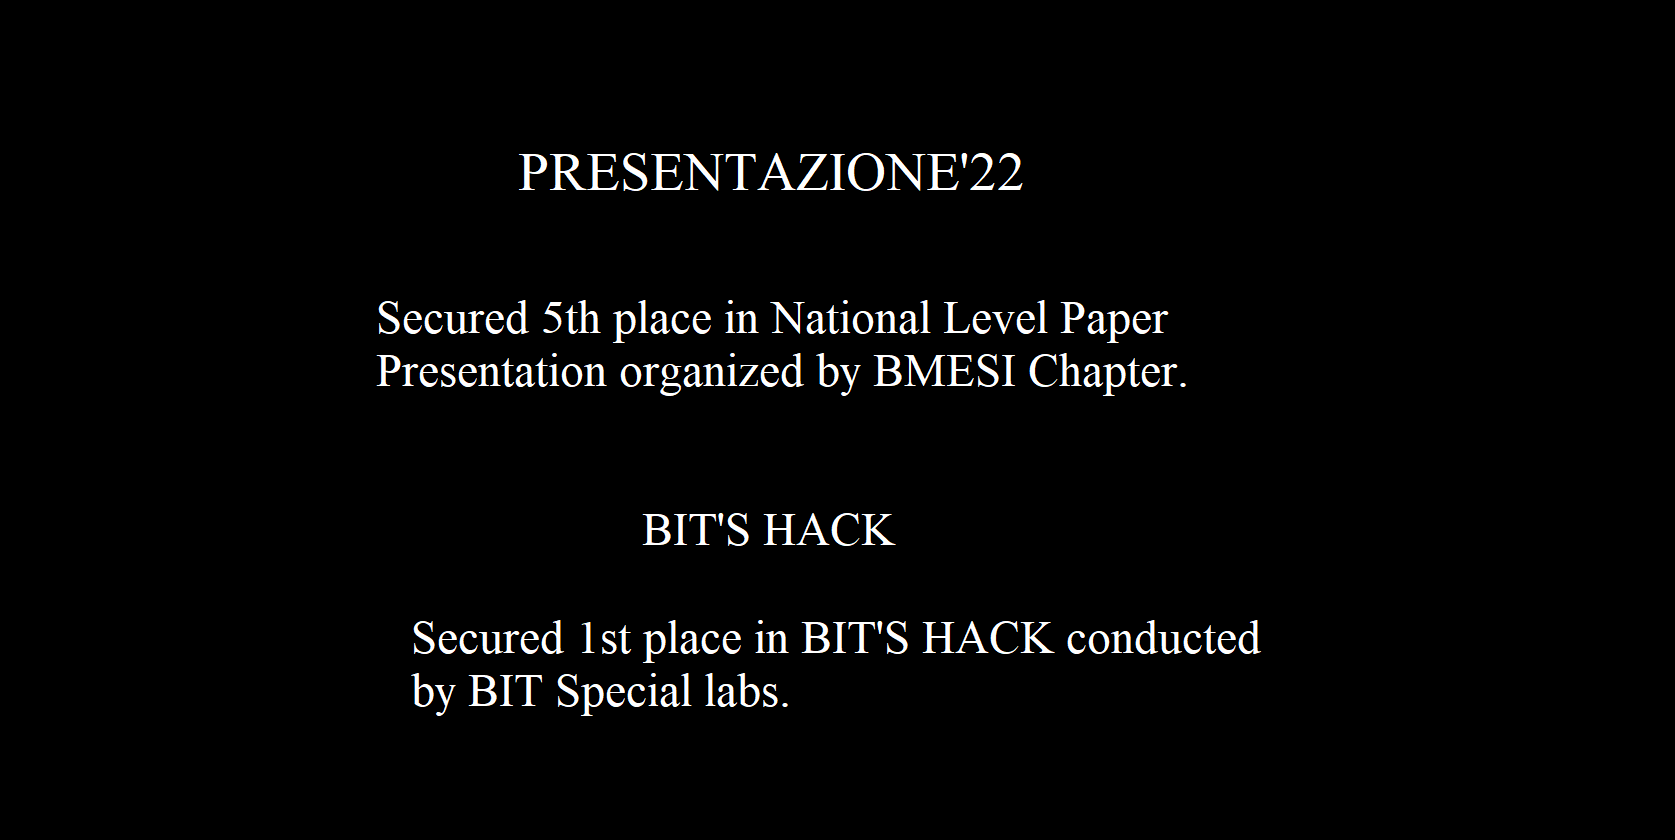 PRESENTAZIONE'22
Secured 5th place in National Level Paper
Presentation organized by BMESI Chapter.
BIT'S HACK
Secured 1st place in BIT'S HACK conducted
by BIT Special labs.